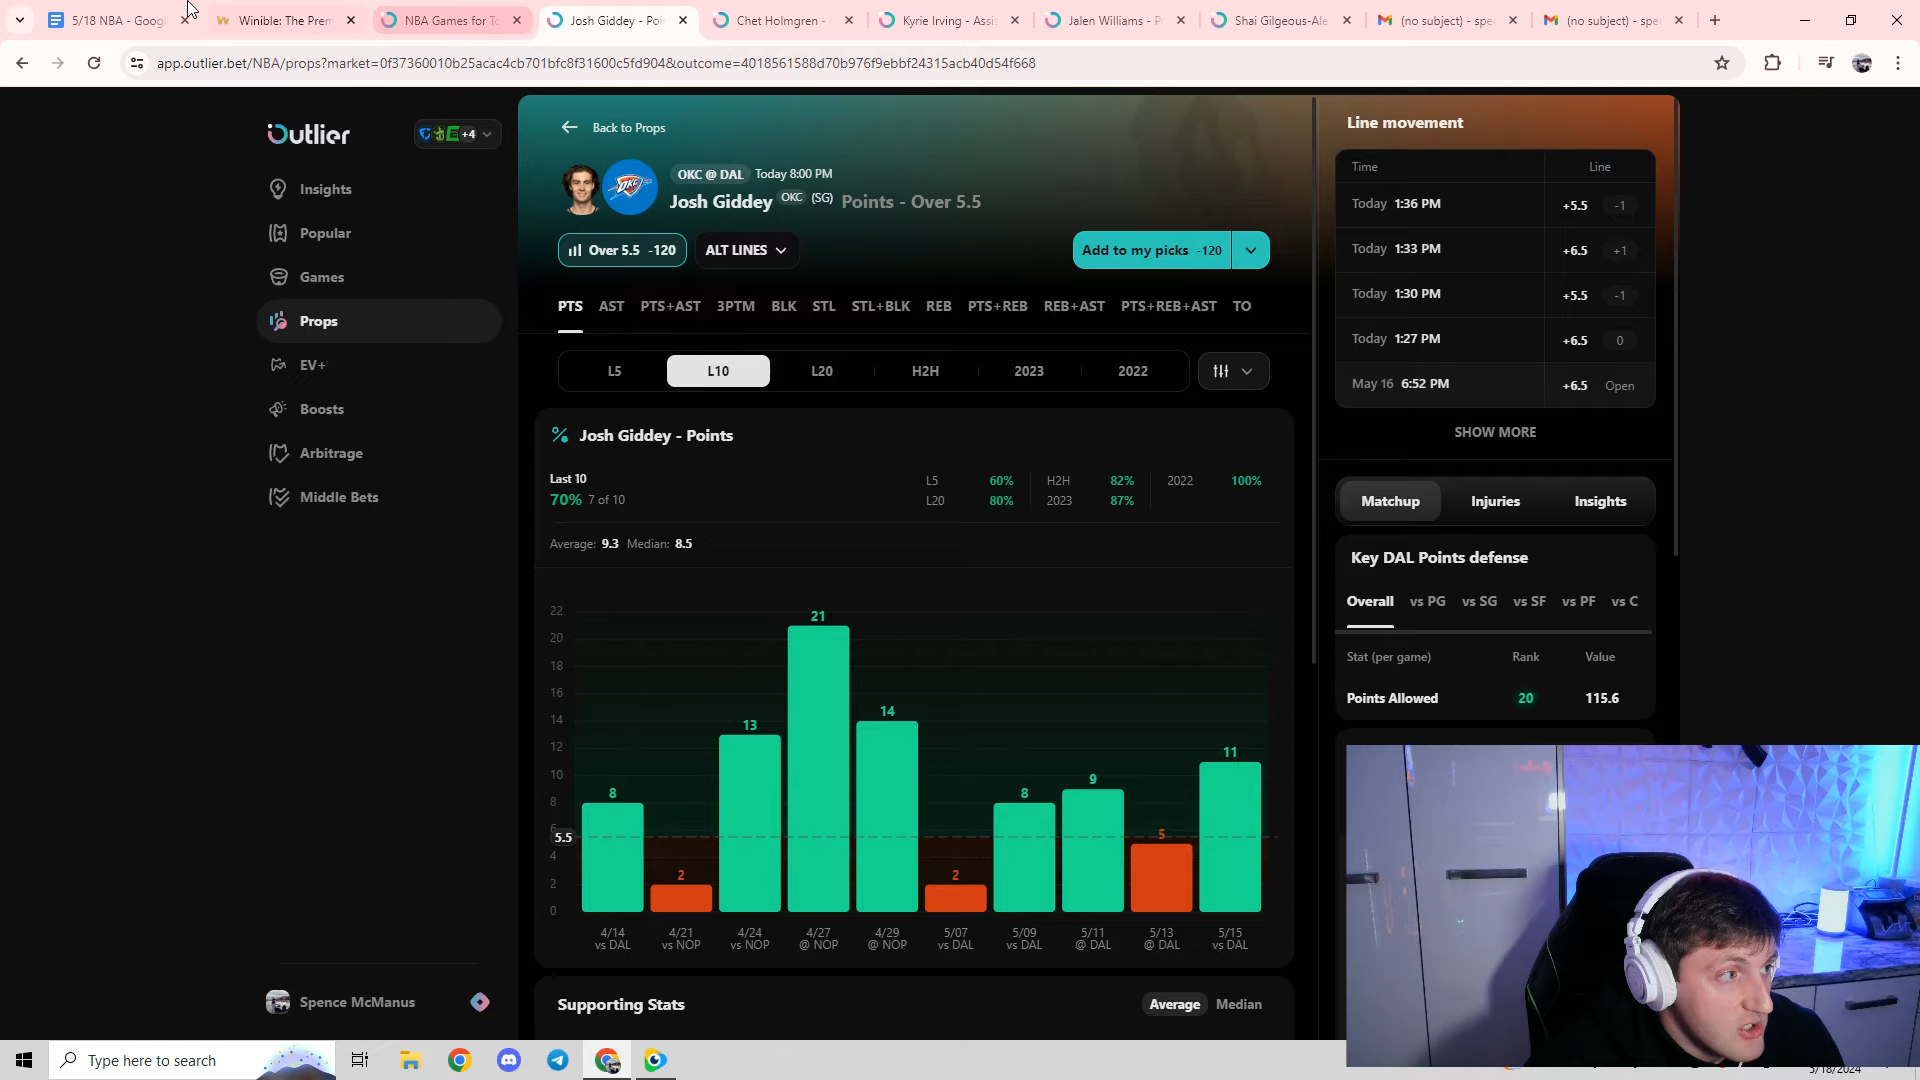 5/18 NBA - Goog
Winible: The Prem
NBA Games for To
Josh Giddey - Poi
Chet Holmgren -
Kyrie Irving - Assi
Jalen Williams - P
Shai Gilgeous-Ale
(no subject) - spe
(no subject) - spe
app.outlier.bet/NBA/props?market=0f37360010b25acac4cb701bfc8f31600c5fd904&outcome=4018561588d70b976f9ebbf24315acb40d54f668
Outlier
+4
Insights
Popular
Games
Props
EV+
Boosts
Arbitrage
Middle Bets
Spence McManus
Back to Props
OKC @ DAL Today 8:00 PM
Josh Giddey OKC (SG) Points - Over 5.5
Over 5.5 -120 ALT LINES
Add to my picks -120
PTS AST PTS+AST 3PTM BLK STL STL+BLK REB PTS+REB REB+AST PTS+REB+AST TO
L5 L10 L20 H2H 2023 2022
Josh Giddey - Points
Last 10
70% 7 of 10
L5 60% H2H 82% 2022 100%
L20 80% 2023 87%
Average: 9.3 Median: 8.5
22
20
18
16
14
12
10
8
6
5.5
4
2
0
8
2
13
21
14
2
8
9
5
11
4/14 4/21 4/24 4/27 4/29 5/07 5/09 5/11 5/13 5/15
vs DAL vs NOP vs NOP @ NOP @ NOP vs DAL vs DAL @ DAL @ DAL vs DAL
Supporting Stats
Average Median
Line movement
Time Line
Today 1:36 PM +5.5 -1
Today 1:33 PM +6.5 +1
Today 1:30 PM +5.5 -1
Today 1:27 PM +6.5 0
May 16 6:52 PM +6.5 Open
SHOW MORE
Matchup Injuries Insights
Key DAL Points defense
Overall vs PG vs SG vs SF vs PF vs C
Stat (per game) Rank Value
Points Allowed 20 115.6
Type here to search
5/18/2024